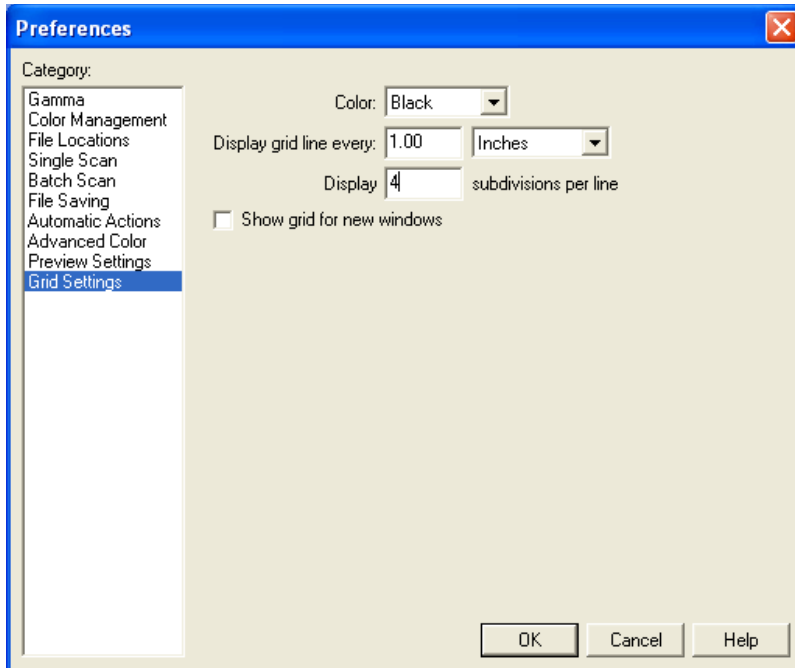 Preferences
Category:
Gamma
Color Management
File Locations
Single Scan
Batch Scan
File Saving
Automatic Actions
Advanced Color
Preview Settings
Grid Settings
Color: Black
Display grid line every: 1.00 Inches
Display 4 subdivisions per line
Show grid for new windows
OK Cancel Help